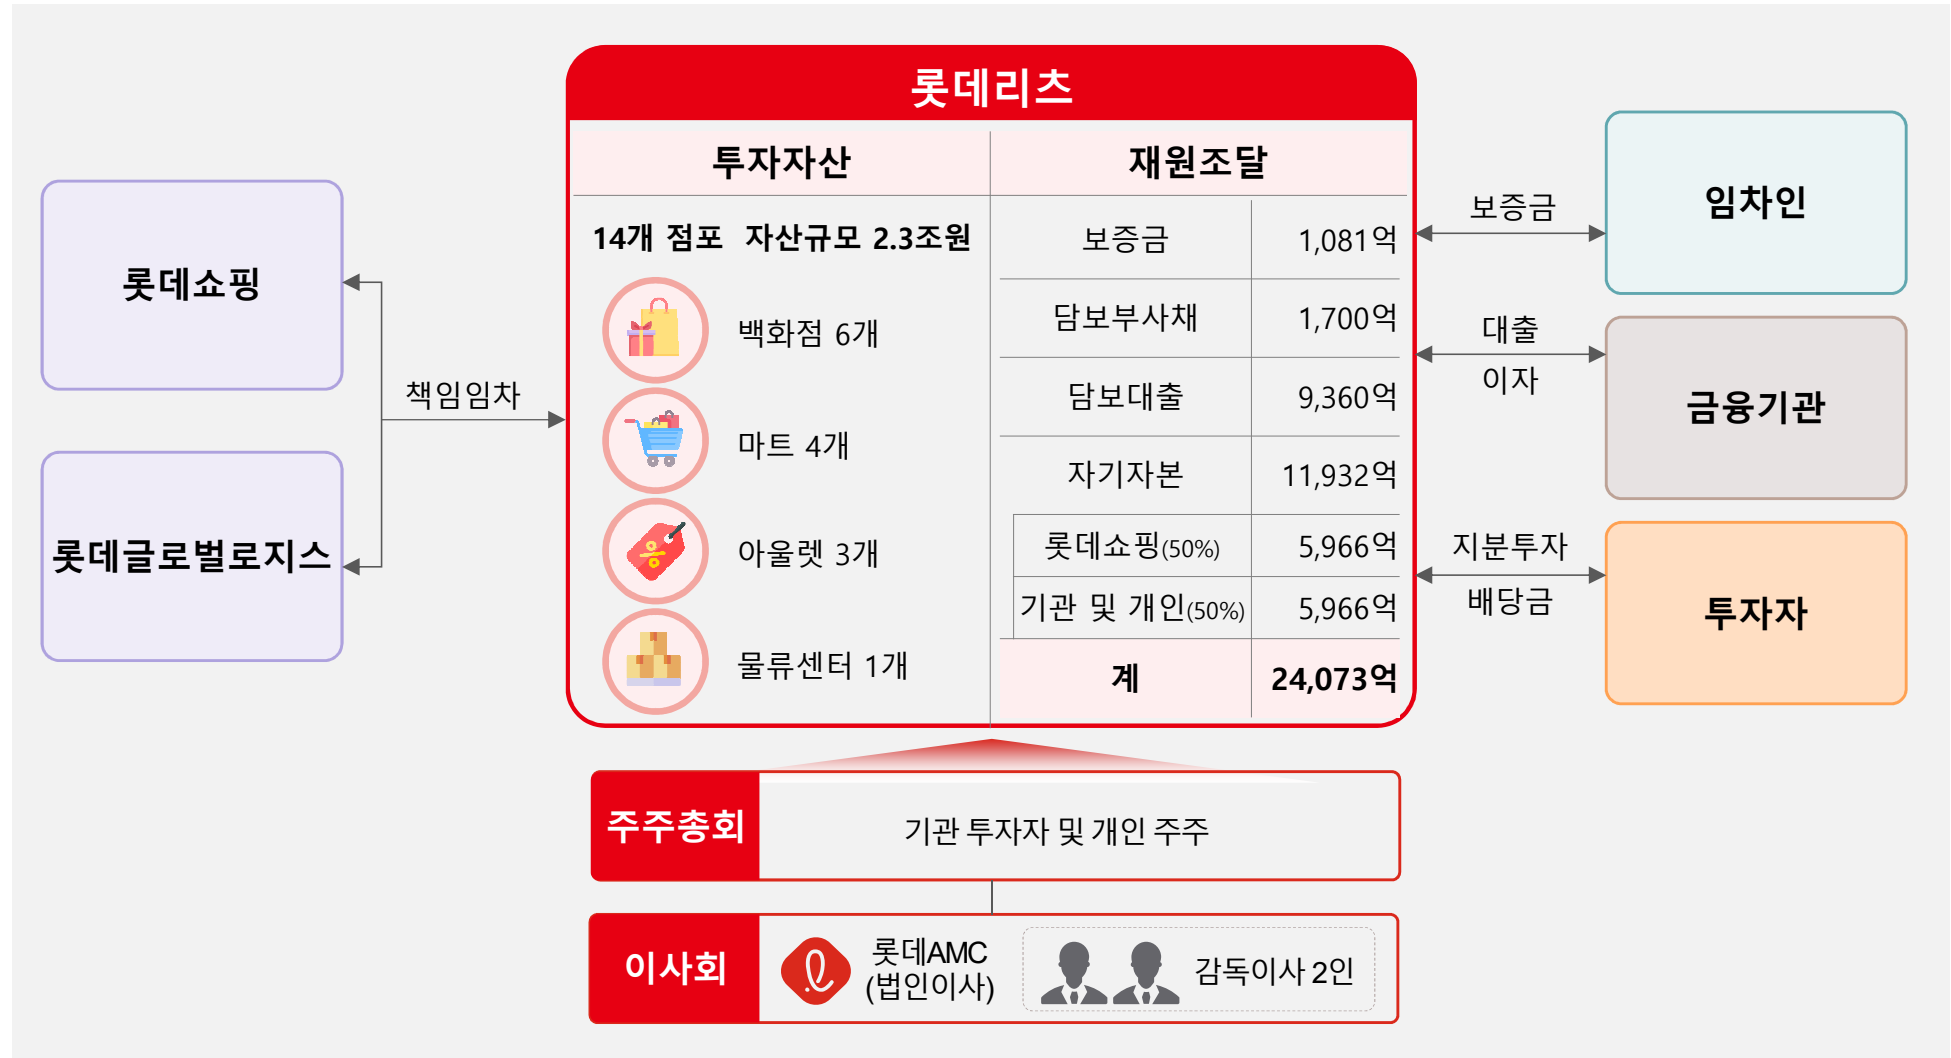 롯데리츠
투자자산
14개 점포 자산규모 2.3조원
백화점 6개
마트 4개
아울렛 3개
물류센터 1개
재원조달
보증금 1,081억
담보부사채 1,700억
담보대출 9,360억
자기자본 11,932억
롯데쇼핑(50%) 5,966억
기관 및 개인(50%) 5,966억
계 24,073억
롯데쇼핑
롯데글로벌로지스
책임임차
보증금
임차인
대출
이자
금융기관
지분투자
배당금
투자자
주주총회
기관 투자자 및 개인 주주
이사회
롯데AMC
(법인이사)
감독이사 2인